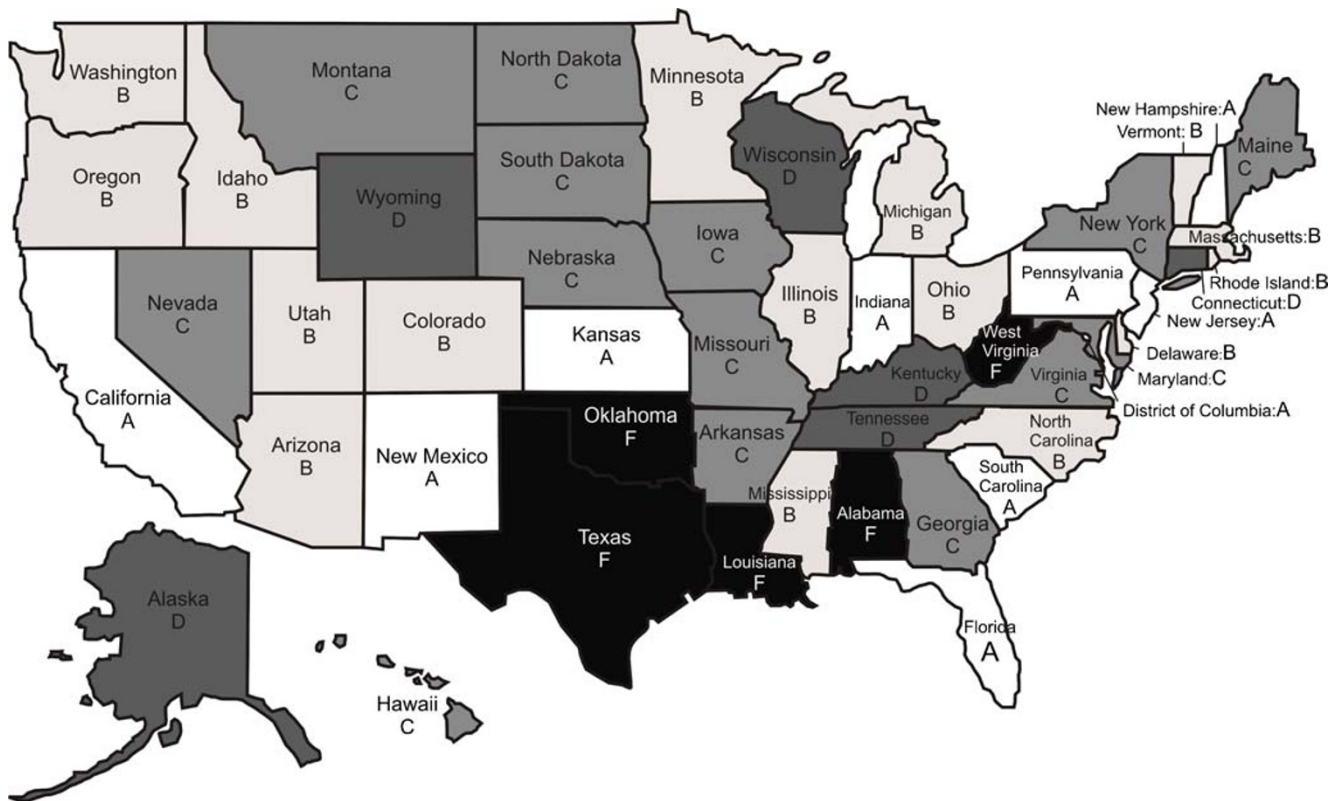 Washington
B
Montana
C
North Dakota
C
Minnesota
B
New Hampshire:A
Vermont: B
Maine
C
Oregon
B
Idaho
B
Wyoming
D
South Dakota
C
Wisconsin
D
Michigan
B
New York
C
Massachusetts:B
Rhode Island:B
Connecticut:D
New Jersey:A
Nevada
C
Utah
B
Colorado
B
Nebraska
C
Iowa
C
Illinois
B
Indiana
A
Ohio
B
Pennsylvania
A
Delaware:B
Maryland:C
District of Columbia:A
California
A
Kansas
A
Missouri
C
Kentucky
D
West
Virginia
F
Virginia
C
Arizona
B
New Mexico
A
Oklahoma
F
Arkansas
C
Tennessee
D
North
Carolina
B
South
Carolina
A
Texas
F
Louisiana
F
Mississippi
B
Alabama
F
Georgia
C
Florida
A
Alaska
D
Hawaii
C